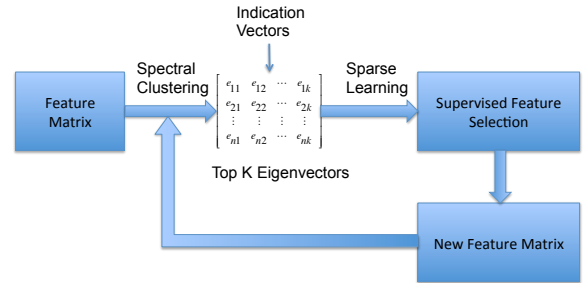 Indication
Vectors
Spectral
Clustering
Sparse
Learning
Feature
Matrix
e11 e12 ⋯ e1k
e21 e22 ⋯ e2k
⋮ ⋮ ⋮ ⋮
en1 en2 ⋯ enk
Supervised Feature
Selection
Top K Eigenvectors
New Feature Matrix